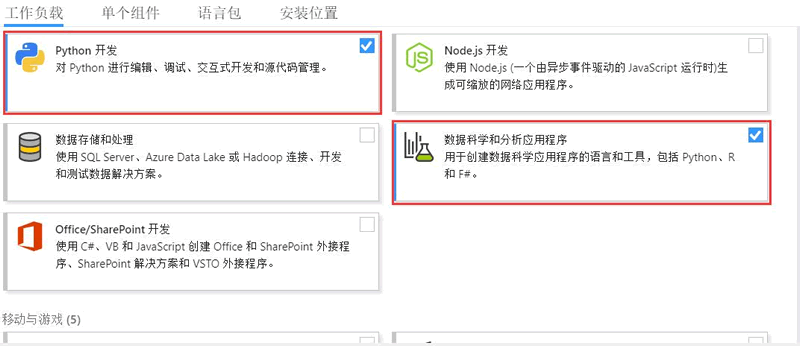 工作负载 单个组件 语言包 安装位置
Python 开发
对 Python 进行编辑、调试、交互式开发和源代码管理。
Node.js 开发
使用 Node.js (一个由异步事件驱动的 JavaScript 运行时)生
成可缩放的网络应用程序。
数据存储和处理
使用 SQL Server、Azure Data Lake 或 Hadoop 连接、开发
和测试数据解决方案。
数据科学和分析应用程序
用于创建数据科学应用程序的语言和工具，包括 Python、R
和 F#。
Office/SharePoint 开发
使用 C#、VB 和 JavaScript 创建 Office 和 SharePoint 外接程
序、SharePoint 解决方案和 VSTO 外接程序。
移动与游戏 (5)